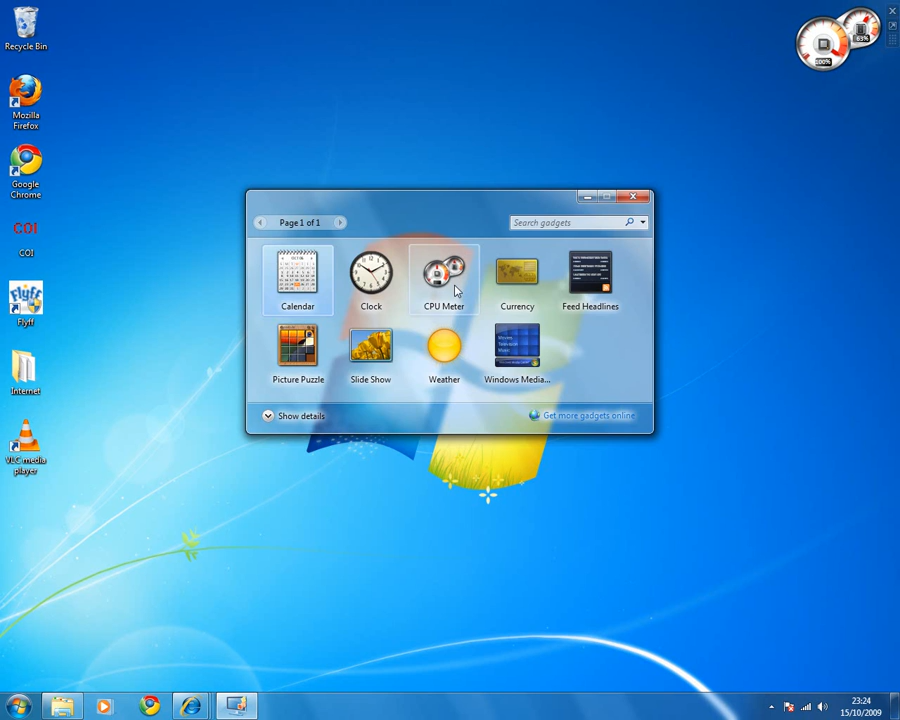 Recycle Bin
Mozilla
Firefox
Google
Chrome
COI
COI
Flyff
Flyff
Internet
VLC media
player
100%
63%
Page 1 of 1
Search gadgets
Calendar
Clock
CPU Meter
Currency
Feed Headlines
Picture Puzzle
Slide Show
Weather
Windows Media...
Show details
Get more gadgets online
23:24
15/10/2009